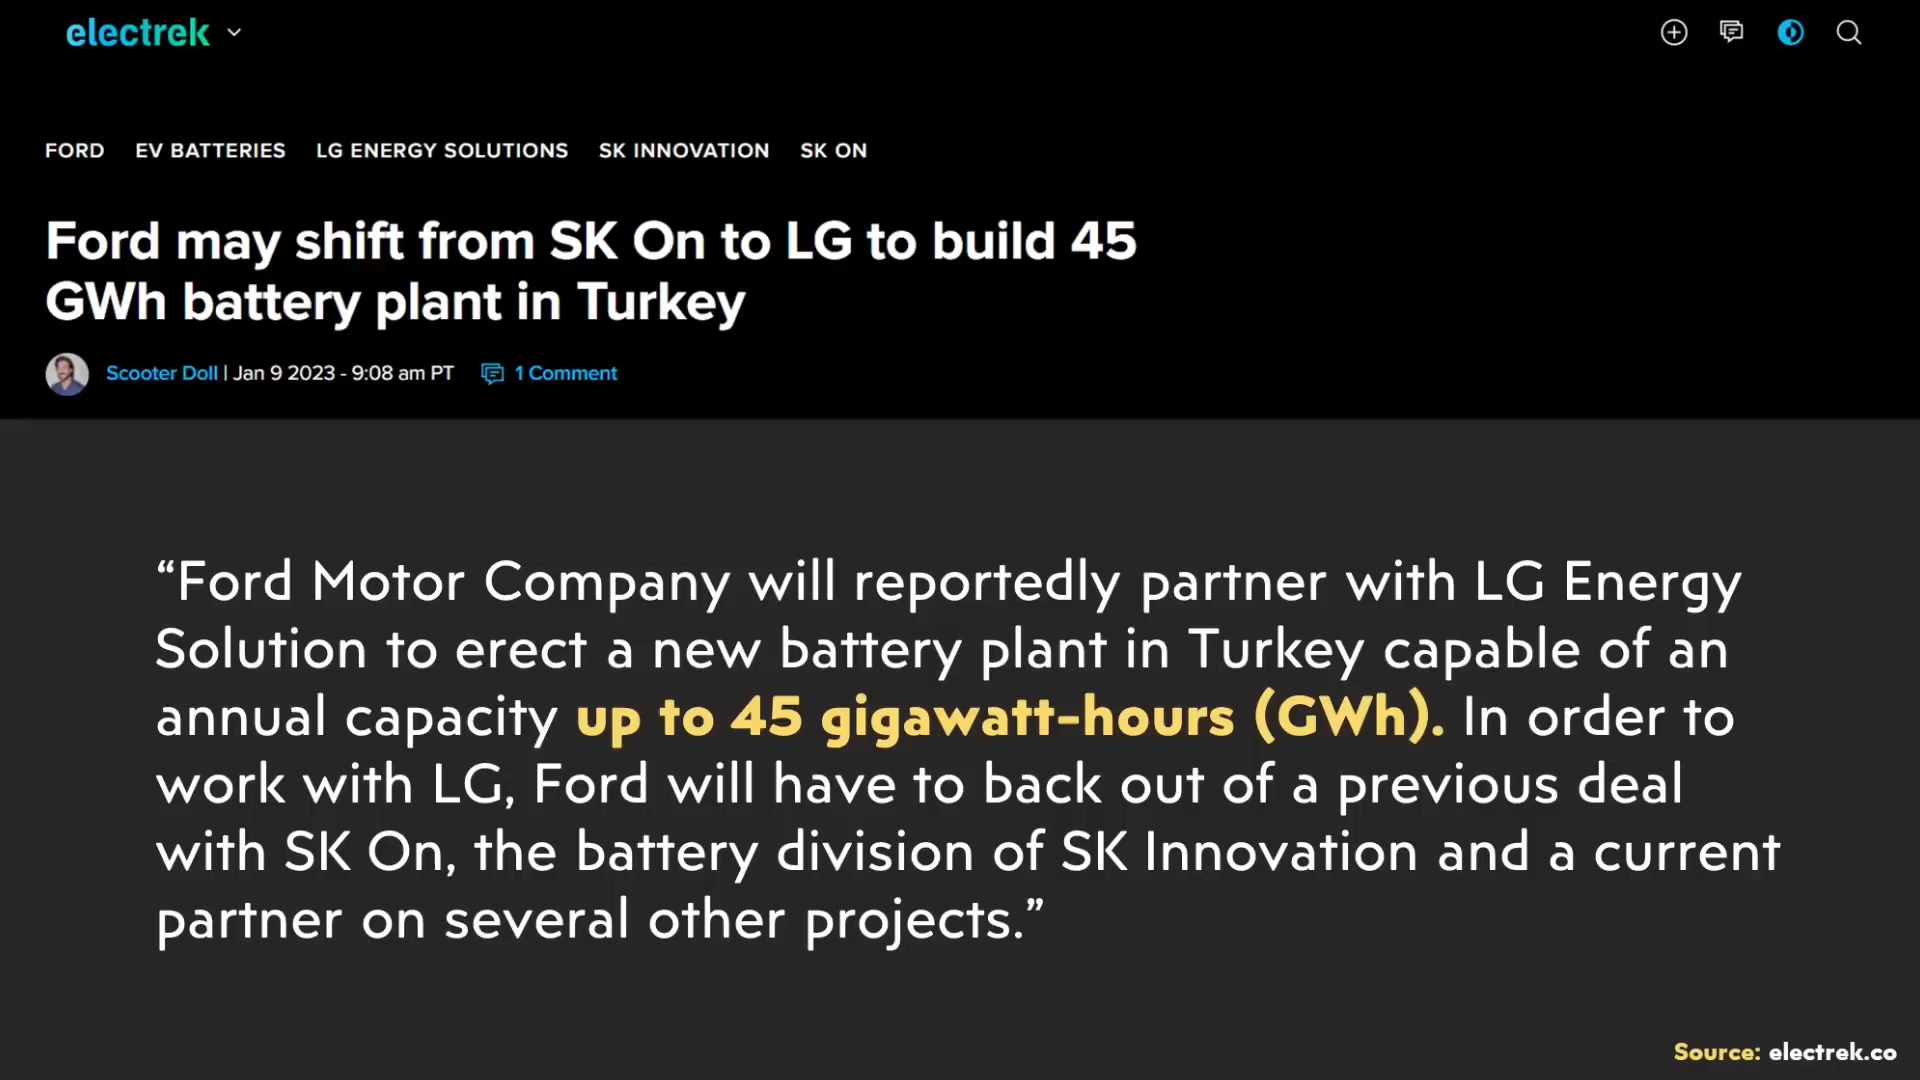 electrek
FORD EV BATTERIES LG ENERGY SOLUTIONS SK INNOVATION SK ON
Ford may shift from SK On to LG to build 45
GWh battery plant in Turkey
Scooter Doll | Jan 9 2023 - 9:08 am PT 1 Comment
“Ford Motor Company will reportedly partner with LG Energy
Solution to erect a new battery plant in Turkey capable of an
annual capacity up to 45 gigawatt-hours (GWh). In order to
work with LG, Ford will have to back out of a previous deal
with SK On, the battery division of SK Innovation and a current
partner on several other projects.”
Source: electrek.co